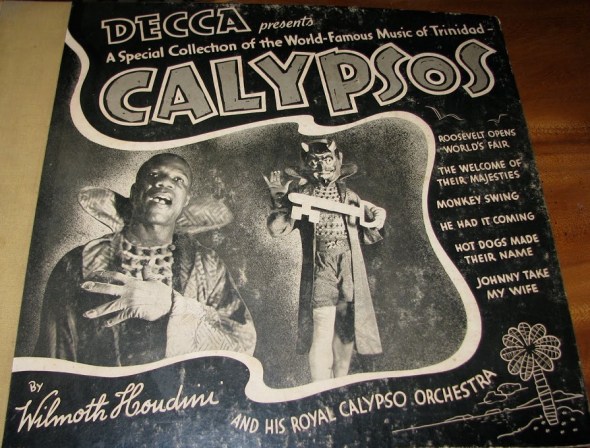 DECCA presents
A Special Collection of the World-Famous Music of Trinidad
CALYPSOS
ROOSEVELT OPENS
WORLD'S FAIR
THE WELCOME OF
THEIR MAJESTIES
MONKEY SWING
HE HAD IT COMING
HOT DOGS MADE
THEIR NAME
JOHNNY TAKE
MY WIFE
BY
Wilmoth Houdini
AND HIS ROYAL CALYPSO ORCHESTRA